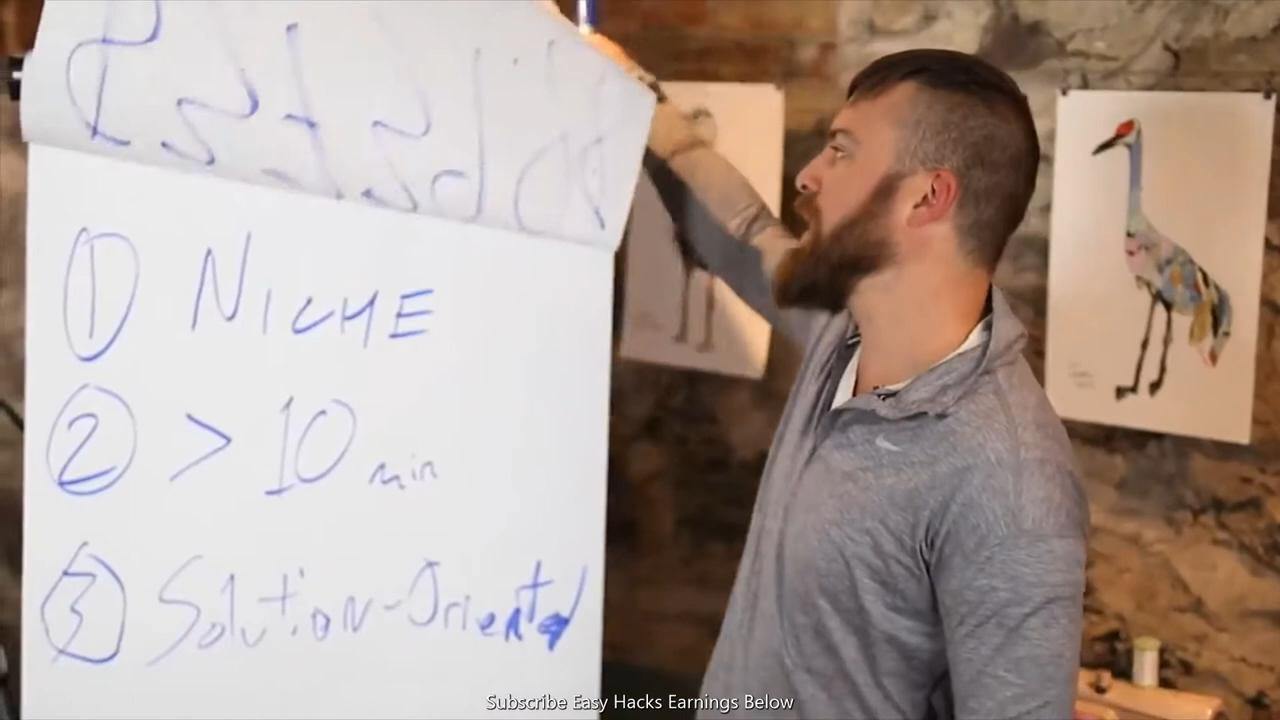 ① NICHE
② > 10 min
③ Solution-Oriented
Subscribe Easy Hacks Earnings Below